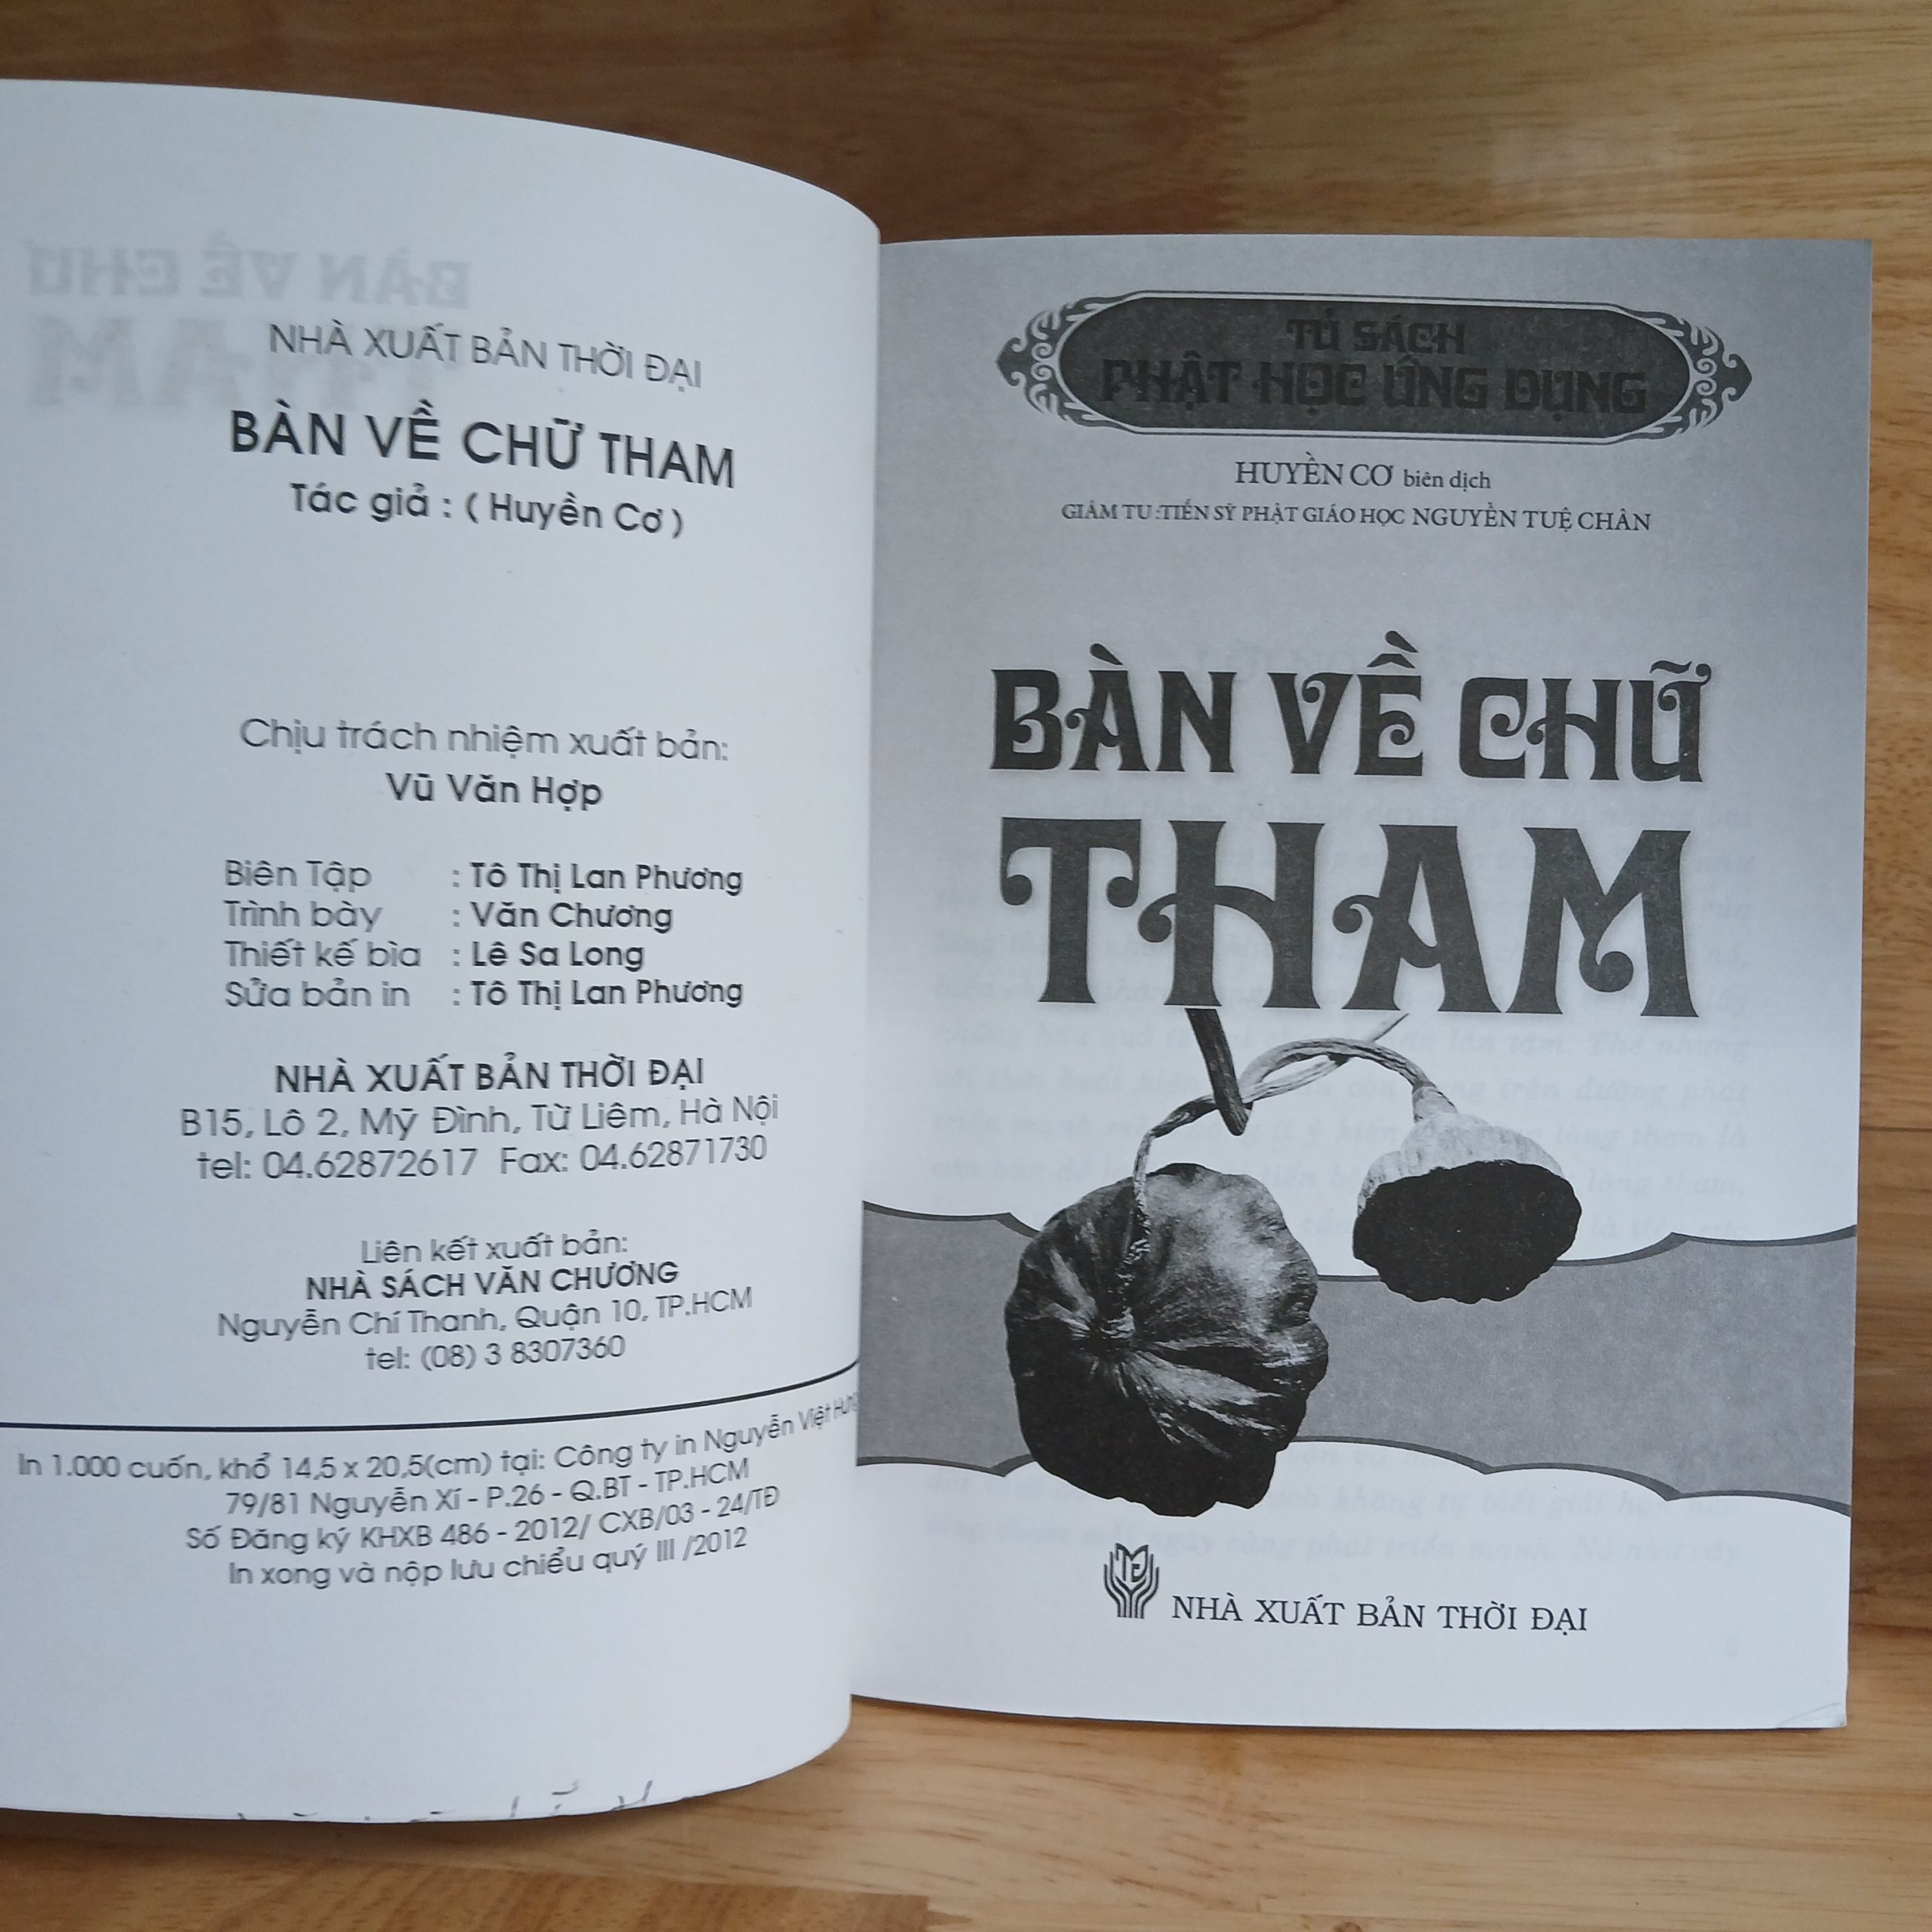 NHÀ XUẤT BẢN THỜI ĐẠI
BÀN VỀ CHỮ THAM
Tác giả : ( Huyền Cơ )
Chịu trách nhiệm xuất bản:
Vũ Văn Hợp
Biên Tập : Tô Thị Lan Phương
Trình bày : Văn Chương
Thiết kế bìa : Lê Sa Long
Sửa bản in : Tô Thị Lan Phương
NHÀ XUẤT BẢN THỜI ĐẠI
B15, Lô 2, Mỹ Đình, Từ Liêm, Hà Nội
tel: 04.62872617 Fax: 04.62871730
Liên kết xuất bản:
NHÀ SÁCH VĂN CHƯƠNG
Nguyễn Chí Thanh, Quận 10, TP.HCM
tel: (08) 3 8307360
In 1.000 cuốn, khổ 14,5 x 20,5(cm) tại: Công ty in Nguyễn Việt
79/81 Nguyễn Xí - P.26 - Q.BT - TP.HCM
Số Đăng ký KHXB 486 - 2012/ CXB/03 - 24/TĐ
In xong và nộp lưu chiểu quý III /2012
TỦ SÁCH
PHẬT HỌC ỨNG DỤNG
HUYỀN CƠ biên dịch
GIÁM TU :TIẾN SỸ PHẬT GIÁO HỌC NGUYỄN TUỆ CHÂN
BÀN VỀ CHỮ
THAM
NHÀ XUẤT BẢN THỜI ĐẠI